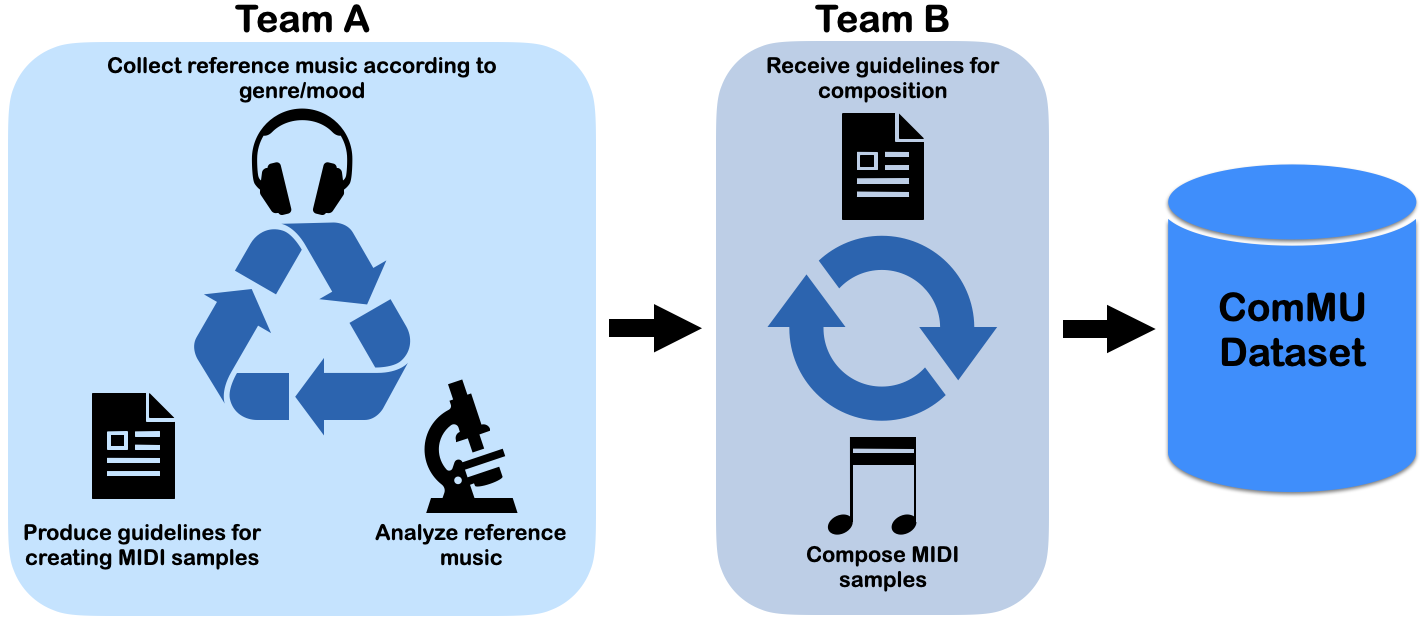 Team A
Collect reference music according to
genre/mood
Produce guidelines for
creating MIDI samples
Analyze reference
music
Team B
Receive guidelines for
composition
Compose MIDI
samples
ComMU
Dataset